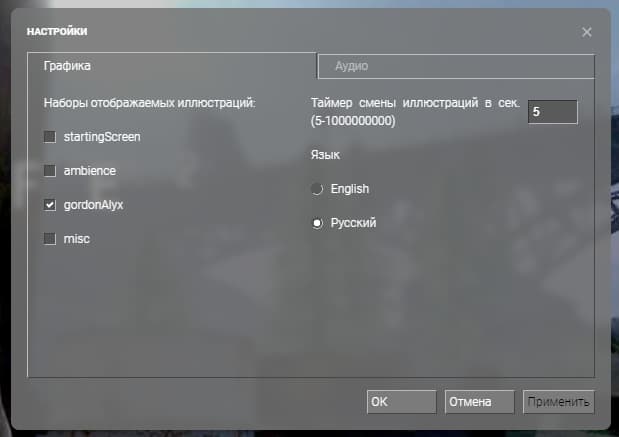 НАСТРОЙКИ
Графика
Аудио
Наборы отображаемых иллюстраций:
startingScreen
ambience
gordonAlyx
misc
Таймер смены иллюстраций в сек.
(5-1000000000)
5
Язык
English
Русский
OK
Отмена
Применить